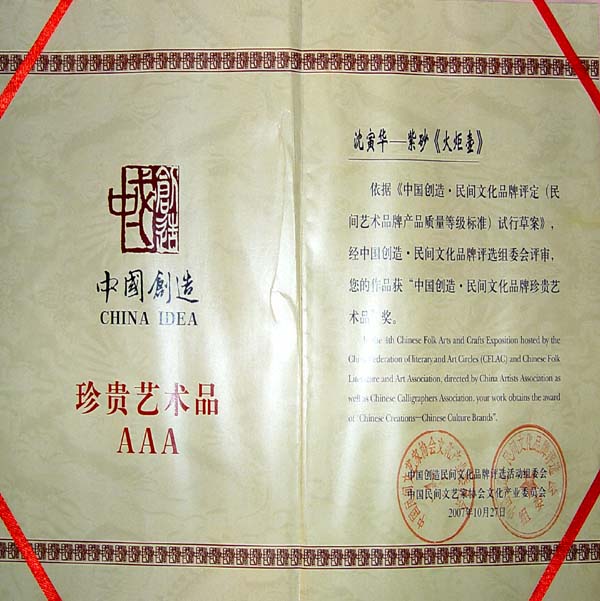 中國創造
中國創造
CHINA IDEA
珍贵艺术品
AAA
沈寅华—紫砂《火炬壶》
依据《中国创造·民间文化品牌评定（民
间艺术品牌产品质量等级标准）试行草案》，
经中国创造·民间文化品牌评选组委会评审，
您的作品获“中国创造·民间文化品牌珍贵艺
术品”奖。
In the 4th Chinese Folk Arts and Crafts Exposition hosted by the
China Federation of literary and Art Circles (CFLAC) and Chinese Folk
Literature and Art Association, directed by China Artists Association as
well as Chinese Calligraphers Association, your work obtains the award
of “Chinese Creations—Chinese Culture Brands”.
中国创造民间文化品牌评选活动组委会
中国民间文艺家协会文化产业委员会
2007年10月27日